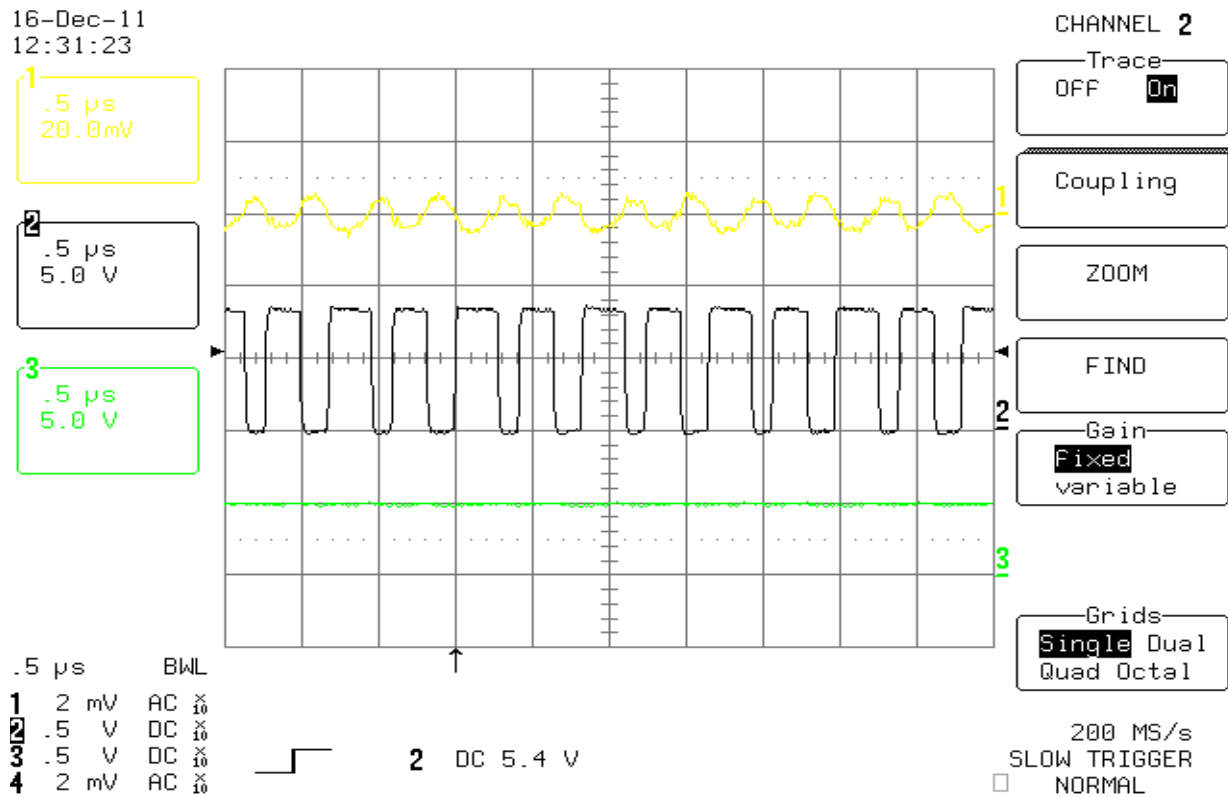 16-Dec-11
12:31:23
1
.5 µs
20.0mV
2
.5 µs
5.0 V
3
.5 µs
5.0 V
1
2
3
CHANNEL 2
Trace
OFF On
Coupling
ZOOM
FIND
Gain
Fixed
variable
Grids
Single Dual
Quad Octal
.5 µs BWL
1 2 mV AC X10
2 .5 V DC X10
3 .5 V DC X10
4 2 mV AC X10
2 DC 5.4 V
200 MS/s
SLOW TRIGGER
NORMAL